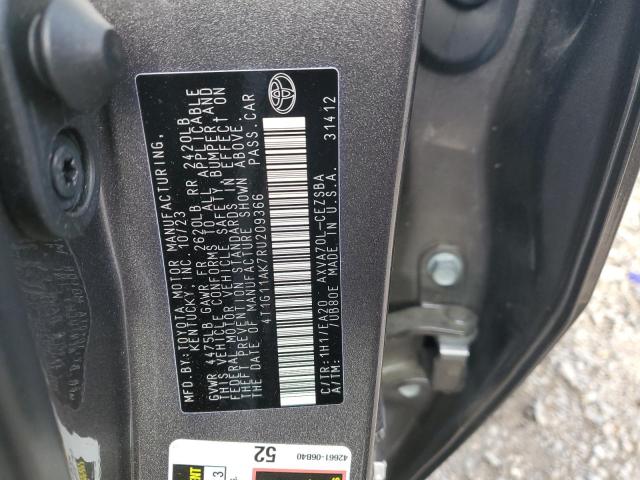 MFD.BY: TOYOTA MOTOR MANUFACTURING,
KENTUCKY, INC. 10/23
GVWR 4475LB GAWR FR 2620LB RR 2420LB
THIS VEHICLE CONFORMS TO ALL APPLICABLE
FEDERAL MOTOR VEHICLE SAFETY, BUMPER, AND
THEFT PREVENTION STANDARDS IN EFFECT ON
THE DATE OF MANUFACTURE SHOWN ABOVE.
4T1G11AK7RU209366 PASS.CAR
C/TR: 1H1/EA20 AXVA70L-CEZSBA
A/TM: /UB80E MADE IN U.S.A. 31412
52
42661-06B40
3